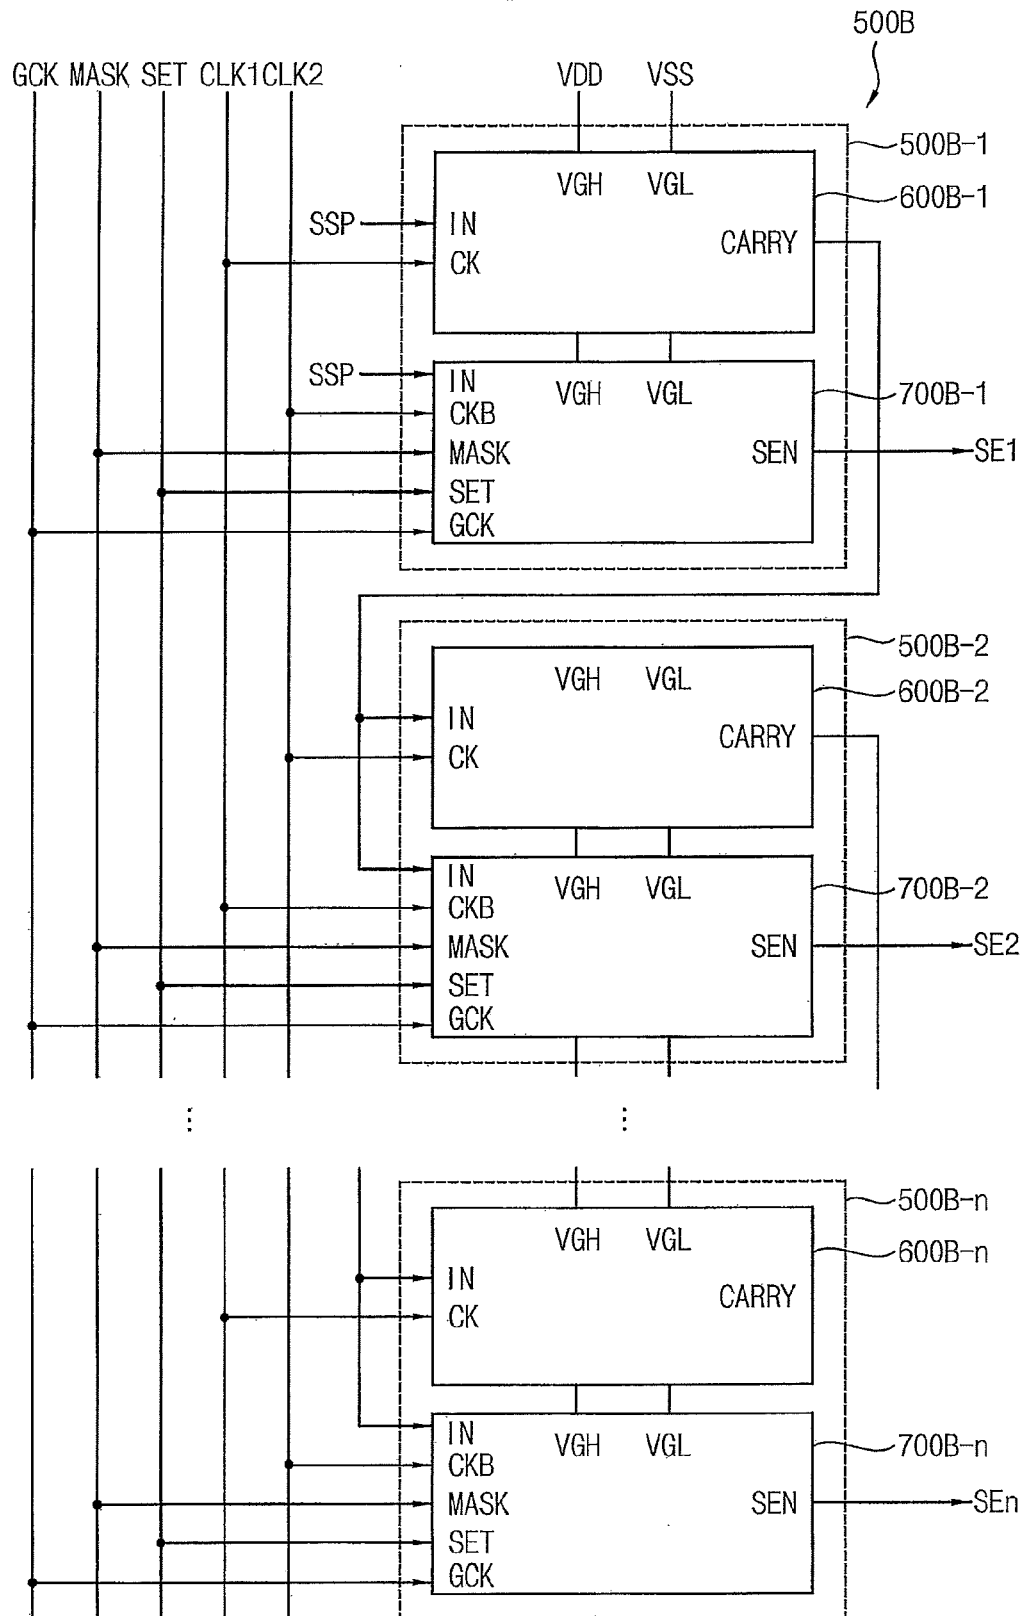 500B
GCK MASK SET CLK1 CLK2 VDD VSS
500B-1
VGH VGL
600B-1
SSP IN
CARRY
CK
SSP IN
VGH VGL
700B-1
CKB
MASK SEN SE1
SET
GCK
500B-2
VGH VGL
600B-2
IN
CARRY
CK
IN
VGH VGL
700B-2
CKB
MASK SEN SE2
SET
GCK
500B-n
VGH VGL
600B-n
IN
CARRY
CK
IN
VGH VGL
700B-n
CKB
MASK SEN SEn
SET
GCK